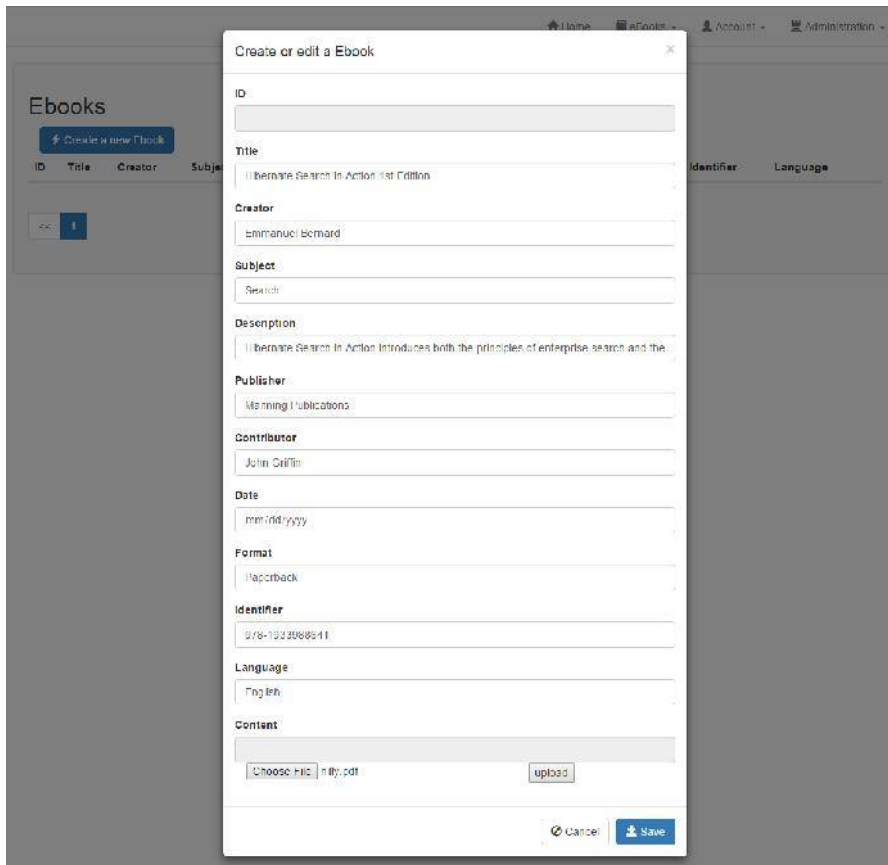 Home eBooks Account Administration
Create or edit a Ebook ×
Ebooks
Create a new Ebook
ID Title Creator Identifier Language
<< 1
ID
Title
Hibernate Search in Action 1st Edition
Creator
Emmanuel Bernard
Subject
Search
Description
Hibernate Search in Action introduces both the principles of enterprise search and the
Publisher
Manning Publications
Contributor
John Griffin
Date
mm/dd/yyyy
Format
Paperback
Identifier
Language
English
Content
Choose File
upload
Cancel Save